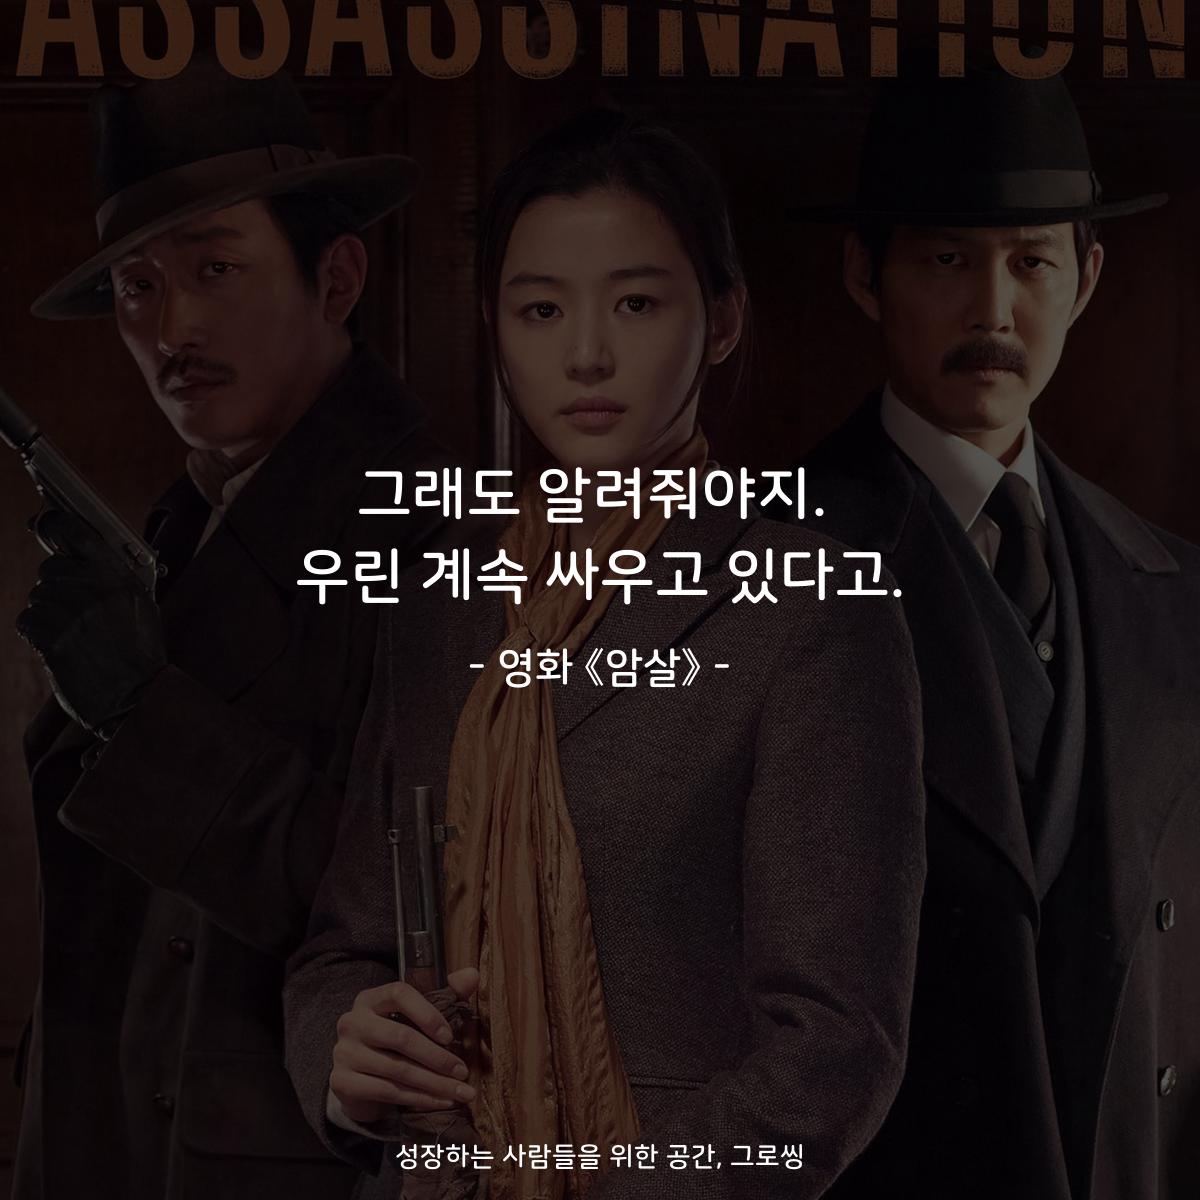 ASSASSINATION
그래도 알려줘야지.
우린 계속 싸우고 있다고.
- 영화 《암살》 -
성장하는 사람들을 위한 공간, 그로씽